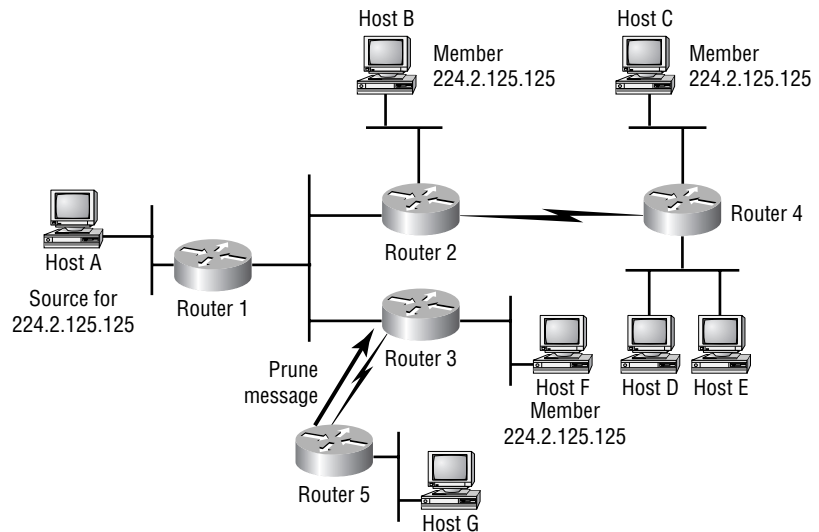 Host B
Member
224.2.125.125
Host C
Member
224.2.125.125
Host A
Source for
224.2.125.125
Router 1
Router 2
Router 4
Router 3
Prune
message
Host F
Member
224.2.125.125
Host D
Host E
Router 5
Host G